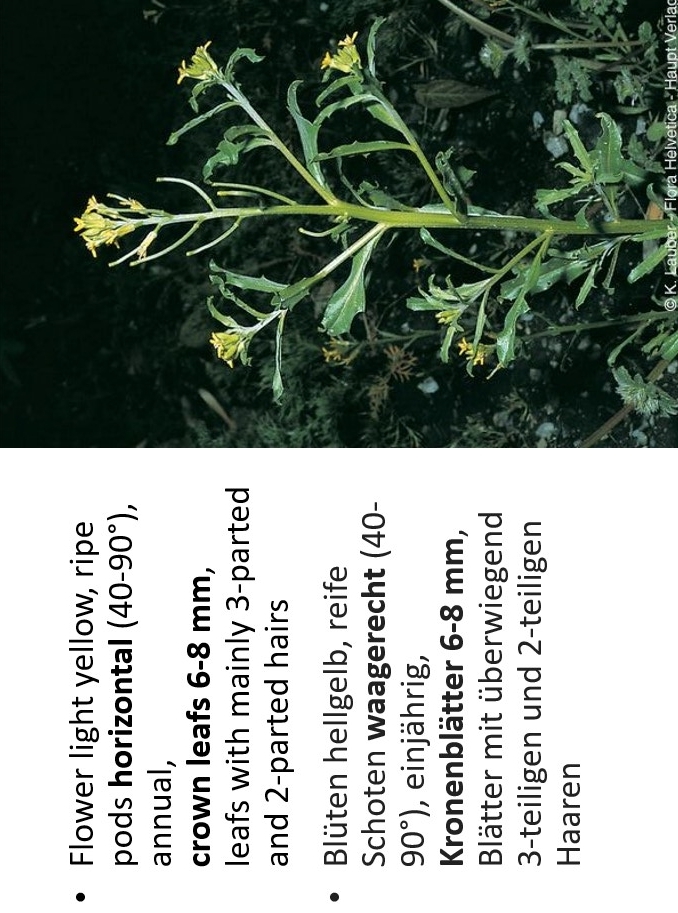 • Flower light yellow, ripe
pods horizontal (40-90°),
annual,
crown leafs 6-8 mm,
leafs with mainly 3-parted
and 2-parted hairs
• Blüten hellgelb, reife
Schoten waagerecht (40-
90°), einjährig,
Kronenblätter 6-8 mm,
Blätter mit überwiegend
3-teiligen und 2-teiligen
Haaren
© K. Lauber - Flora Helvetica - Haupt Verlag